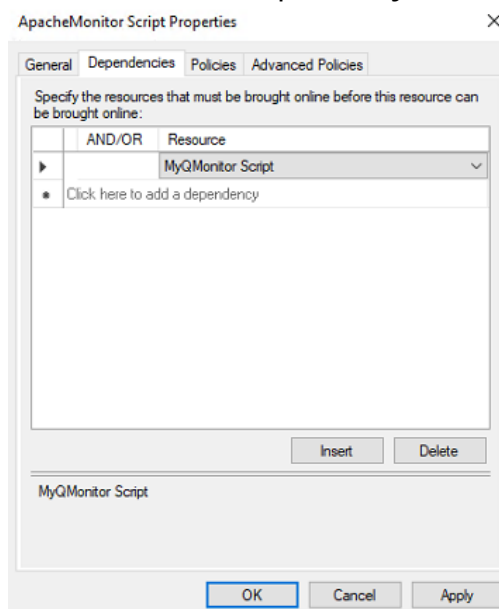 ApacheMonitor Script Properties
General Dependencies Policies Advanced Policies
Specify the resources that must be brought online before this resource can
be brought online:
AND/OR Resource
MyQMonitor Script
Click here to add a dependency
Insert Delete
MyQMonitor Script
OK Cancel Apply